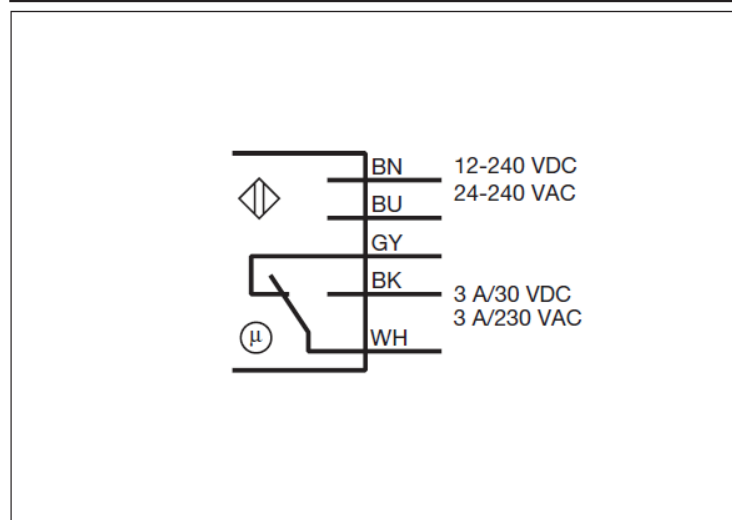 BN
12-240 VDC
24-240 VAC
BU
GY
BK
3 A/30 VDC
3 A/230 VAC
µ
WH